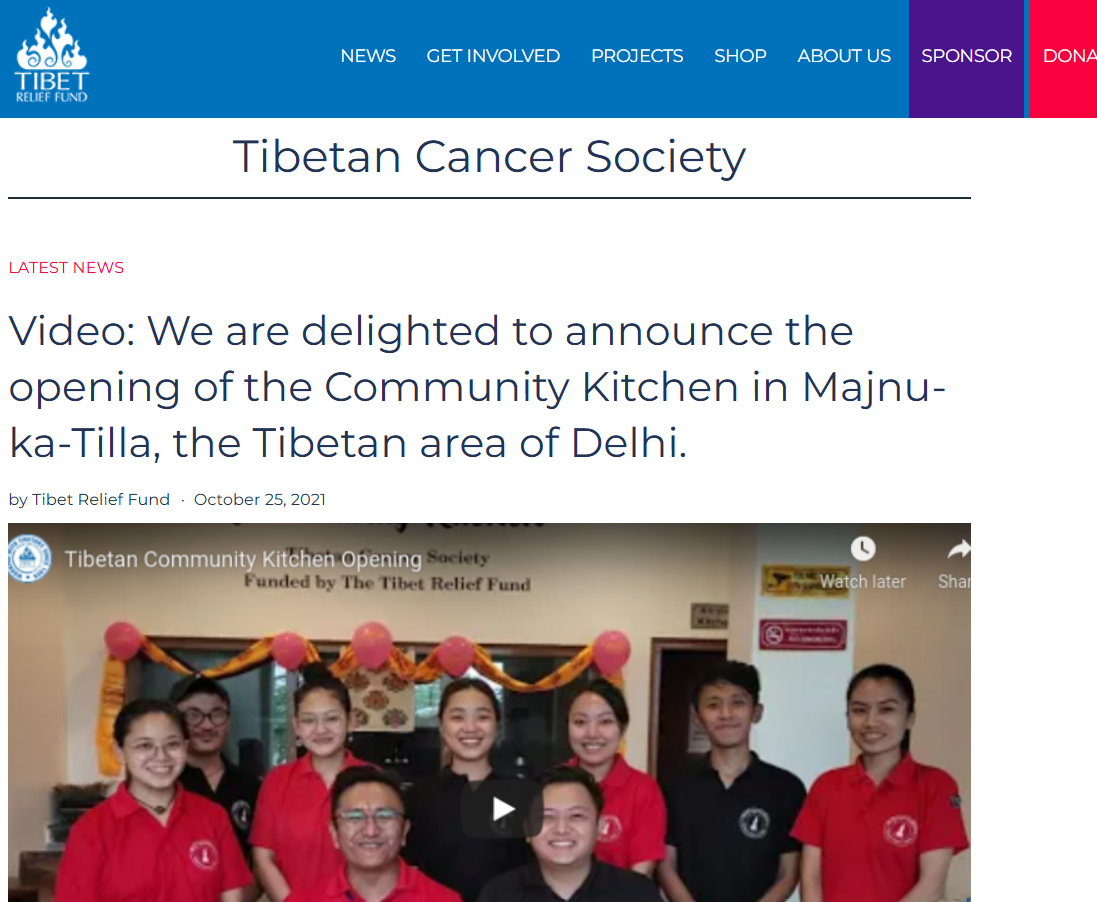 TIBET
RELIEF FUND
NEWS
GET INVOLVED
PROJECTS
SHOP
ABOUT US
SPONSOR
DONA
Tibetan Cancer Society
LATEST NEWS
Video: We are delighted to announce the
opening of the Community Kitchen in Majnu-
ka-Tilla, the Tibetan area of Delhi.
by Tibet Relief Fund · October 25, 2021
Tibetan Community Kitchen Opening
Society
Funded by The Tibet Relief Fund
Watch later
Shar